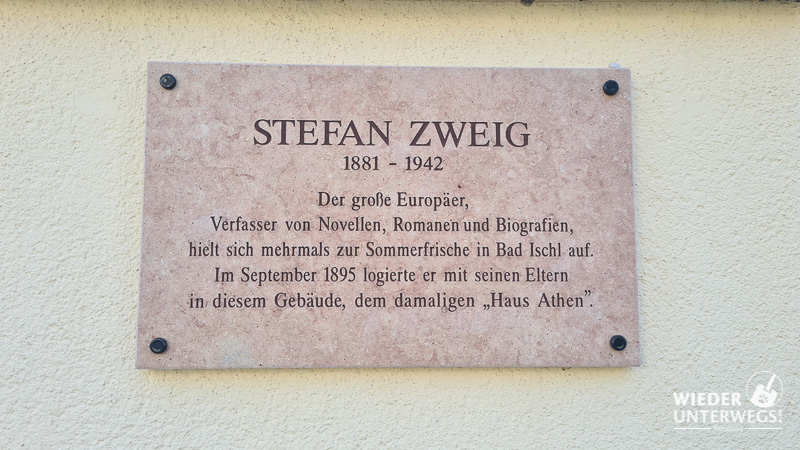 STEFAN ZWEIG
1881 - 1942
Der große Europäer,
Verfasser von Novellen, Romanen und Biografien,
hielt sich mehrmals zur Sommerfrische in Bad Ischl auf.
Im September 1895 logierte er mit seinen Eltern
in diesem Gebäude, dem damaligen „Haus Athen”.
WIEDER
UNTERWEGS!